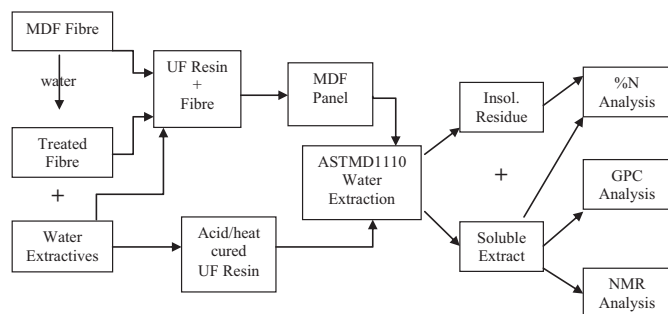 MDF Fibre
water
Treated
Fibre
+
Water
Extractives
UF Resin
+
Fibre
Acid/heat
cured
UF Resin
MDF
Panel
ASTMD1110
Water
Extraction
Insol.
Residue
+
Soluble
Extract
%N
Analysis
GPC
Analysis
NMR
Analysis